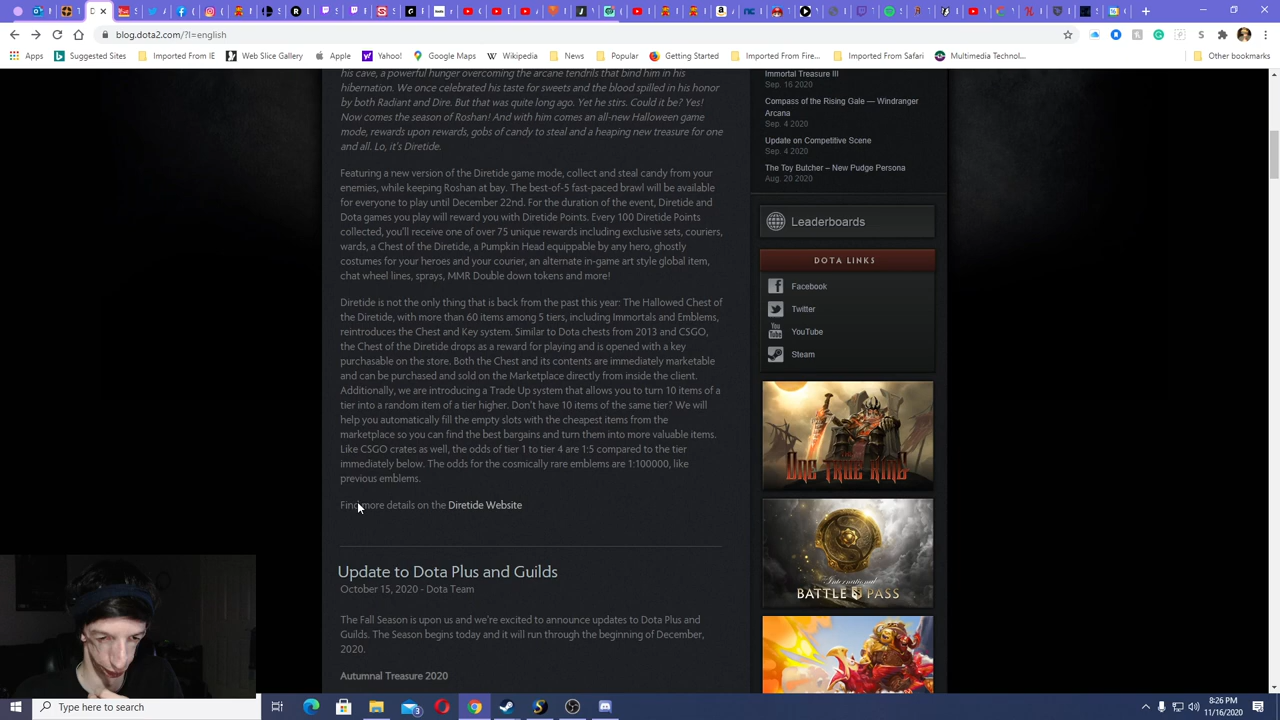 blog.dota2.com/?l=english
Apps
Suggested Sites
Imported From IE
Web Slice Gallery
Apple
Yahoo!
Google Maps
Wikipedia
News
Popular
Getting Started
Imported From Fire...
Imported From Safari
Multimedia Technol...
Other bookmarks
his cave, a powerful hunger overcoming the arcane tendrils that bind him in his
hibernation. We once celebrated his taste for sweets and the blood spilled in his honor
by both Radiant and Dire. But that was quite long ago. Yet he stirs. Could it be? Yes!
Now comes the season of Roshan! And with him comes an all-new Halloween game
mode, rewards upon rewards, gobs of candy to steal and a heaping new treasure for one
and all. Lo, it's Diretide.
Featuring a new version of the Diretide game mode, collect and steal candy from your
enemies, while keeping Roshan at bay. The best-of-5 fast-paced brawl will be available
for everyone to play until December 22nd. For the duration of the event, Diretide and
Dota games you play will reward you with Diretide Points. Every 100 Diretide Points
collected, you'll receive one of over 75 unique rewards including exclusive sets, couriers,
wards, a Chest of the Diretide, a Pumpkin Head equippable by any hero, ghostly
costumes for your heroes and your courier, an alternate in-game art style global item,
chat wheel lines, sprays, MMR Double down tokens and more!
Diretide is not the only thing that is back from the past this year: The Hallowed Chest of
the Diretide, with more than 60 items among 5 tiers, including Immortals and Emblems,
reintroduces the Chest and Key system. Similar to Dota chests from 2013 and CSGO,
the Chest of the Diretide drops as a reward for playing and is opened with a key
purchasable on the store. Both the Chest and its contents are immediately marketable
and can be purchased and sold on the Marketplace directly from inside the client.
Additionally, we are introducing a Trade Up system that allows you to turn 10 items of a
tier into a random item of a tier higher. Don't have 10 items of the same tier? We will
help you automatically fill the empty slots with the cheapest items from the
marketplace so you can find the best bargains and turn them into more valuable items.
Like CSGO crates as well, the odds of tier 1 to tier 4 are 1:5 compared to the tier
immediately below. The odds for the cosmically rare emblems are 1:100000, like
previous emblems.
Find more details on the Diretide Website
Update to Dota Plus and Guilds
October 15, 2020 - Dota Team
The Fall Season is upon us and we're excited to announce updates to Dota Plus and
Guilds. The Season begins today and it will run through the beginning of December,
2020.
Autumnal Treasure 2020
Immortal Treasure III
Sep. 16 2020
Compass of the Rising Gale — Windranger
Arcana
Sep. 4 2020
Update on Competitive Scene
Sep. 4 2020
The Toy Butcher – New Pudge Persona
Aug. 20 2020
Leaderboards
DOTA LINKS
Facebook
Twitter
You
Tube
YouTube
Steam
ONE TRUE KING
International
BATTLE PASS
Type here to search
3
8:26 PM
11/16/2020